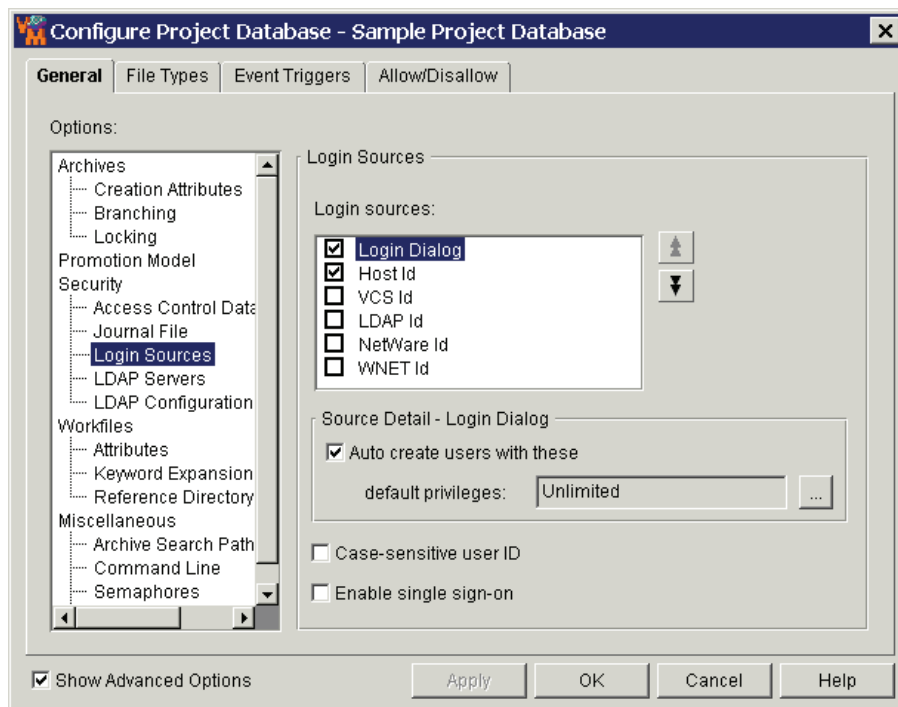 Configure Project Database - Sample Project Database
General
File Types
Event Triggers
Allow/Disallow
Options:
Archives
Creation Attributes
Branching
Locking
Promotion Model
Security
Access Control Data
Journal File
Login Sources
LDAP Servers
LDAP Configuration
Workfiles
Attributes
Keyword Expansion
Reference Directory
Miscellaneous
Archive Search Path
Command Line
Semaphores
Login Sources
Login sources:
Login Dialog
Host Id
VCS Id
LDAP Id
NetWare Id
WNET Id
Source Detail - Login Dialog
Auto create users with these
default privileges: Unlimited ...
Case-sensitive user ID
Enable single sign-on
Show Advanced Options
Apply
OK
Cancel
Help